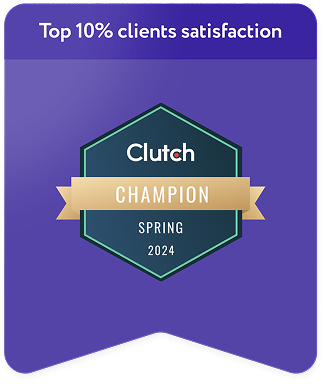 Top 10% clients satisfaction
Clutch
CHAMPION
SPRING
2024